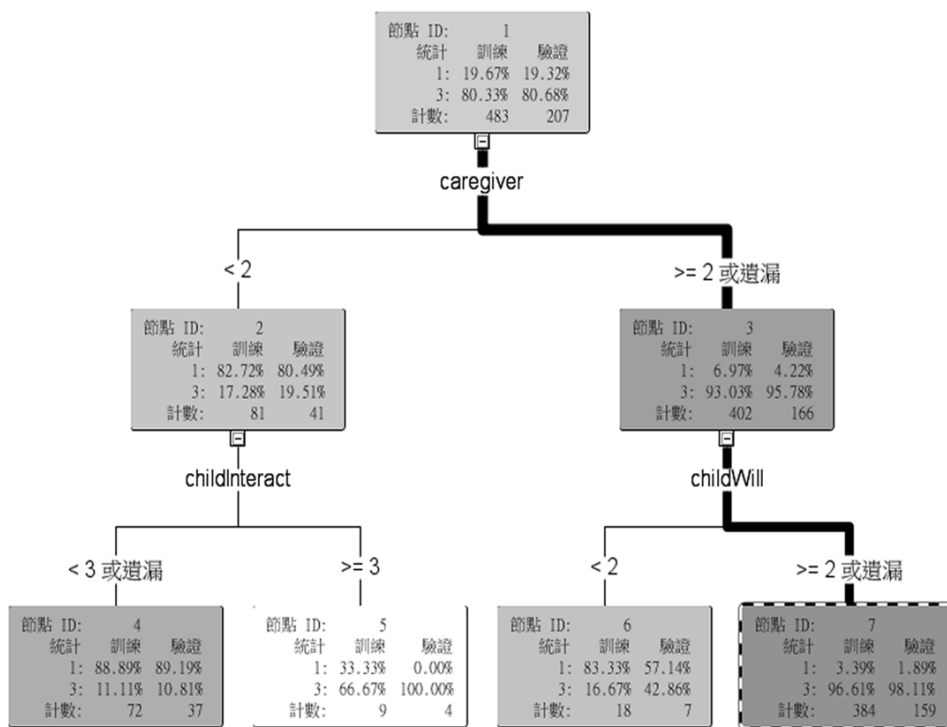 節點 ID: 1
統計 訓練 驗證
1: 19.67% 19.32%
3: 80.33% 80.68%
計數: 483 207
caregiver
< 2
>= 2 或遺漏
節點 ID: 2
統計 訓練 驗證
1: 82.72% 80.49%
3: 17.28% 19.51%
計數: 81 41
節點 ID: 3
統計 訓練 驗證
1: 6.97% 4.22%
3: 93.03% 95.78%
計數: 402 166
childInteract
childWill
< 3 或遺漏
>= 3
< 2
>= 2 或遺漏
節點 ID: 4
統計 訓練 驗證
1: 88.89% 89.19%
3: 11.11% 10.81%
計數: 72 37
節點 ID: 5
統計 訓練 驗證
1: 33.33% 0.00%
3: 66.67% 100.00%
計數: 9 4
節點 ID: 6
統計 訓練 驗證
1: 83.33% 57.14%
3: 16.67% 42.86%
計數: 18 7
節點 ID: 7
統計 訓練 驗證
1: 3.39% 1.89%
3: 96.61% 98.11%
計數: 384 159